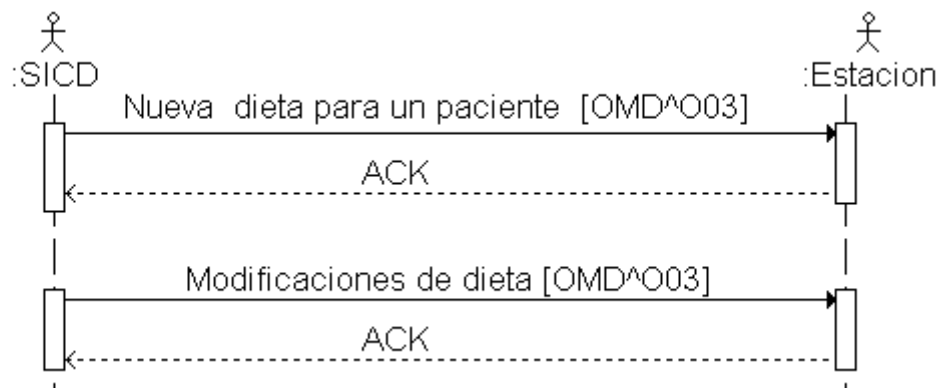 :SICD
:Estacion
Nueva dieta para un paciente [OMD^O03]
ACK
Modificaciones de dieta [OMD^O03]
ACK